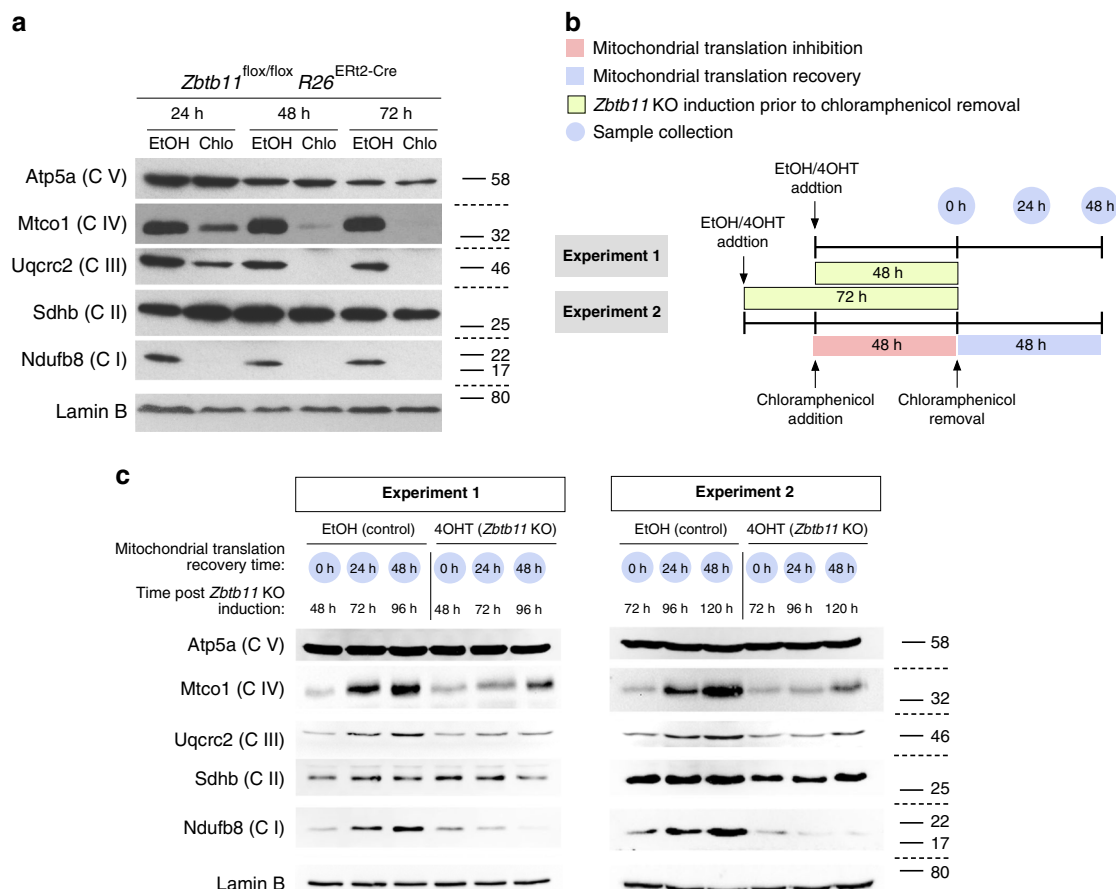 a
Zbtb11 flox/flox R26 ERt2-Cre
24 h 48 h 72 h
EtOH Chlo EtOH Chlo EtOH Chlo
Atp5a (C V) 58
Mtco1 (C IV) 32
Uqcrc2 (C III) 46
Sdhb (C II) 25
Ndufb8 (C I) 22
17
Lamin B 80
b
Mitochondrial translation inhibition
Mitochondrial translation recovery
Zbtb11 KO induction prior to chloramphenicol removal
Sample collection
EtOH/4OHT
addtion
0 h 24 h 48 h
EtOH/4OHT
addtion
Experiment 1
48 h
72 h
Experiment 2
48 h 48 h
Chloramphenicol
addition
Chloramphenicol
removal
c
Experiment 1 Experiment 2
EtOH (control) 4OHT (Zbtb11 KO) EtOH (control) 4OHT (Zbtb11 KO)
Mitochondrial translation
recovery time:
0 h 24 h 48 h 0 h 24 h 48 h 0 h 24 h 48 h 0 h 24 h 48 h
Time post Zbtb11 KO
induction:
48 h 72 h 96 h 48 h 72 h 96 h 72 h 96 h 120 h 72 h 96 h 120 h
Atp5a (C V) 58
Mtco1 (C IV) 32
Uqcrc2 (C III) 46
Sdhb (C II) 25
Ndufb8 (C I) 22
17
Lamin B 80